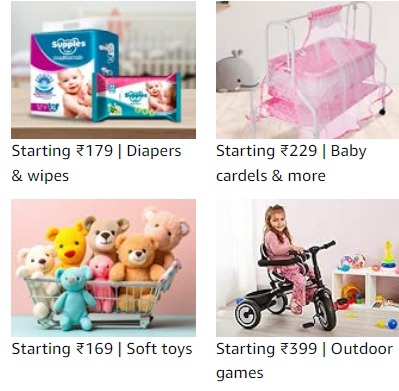 Supples
Supples
Starting ₹179 | Diapers
& wipes
Starting ₹229 | Baby
cardels & more
Starting ₹169 | Soft toys
Starting ₹399 | Outdoor
games